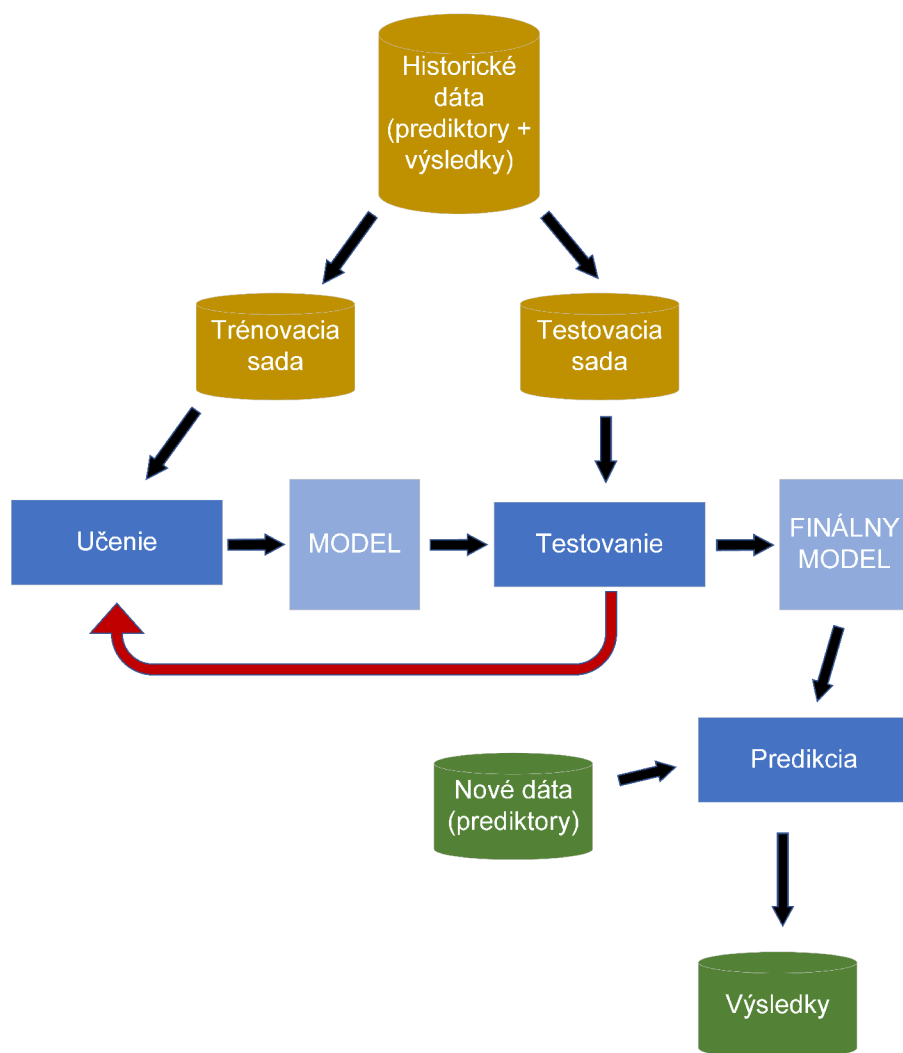 Historické
dáta
(prediktory +
výsledky)
Trénovacia
sada
Testovacia
sada
Učenie
MODEL
Testovanie
FINÁLNY
MODEL
Predikcia
Nové dáta
(prediktory)
Výsledky